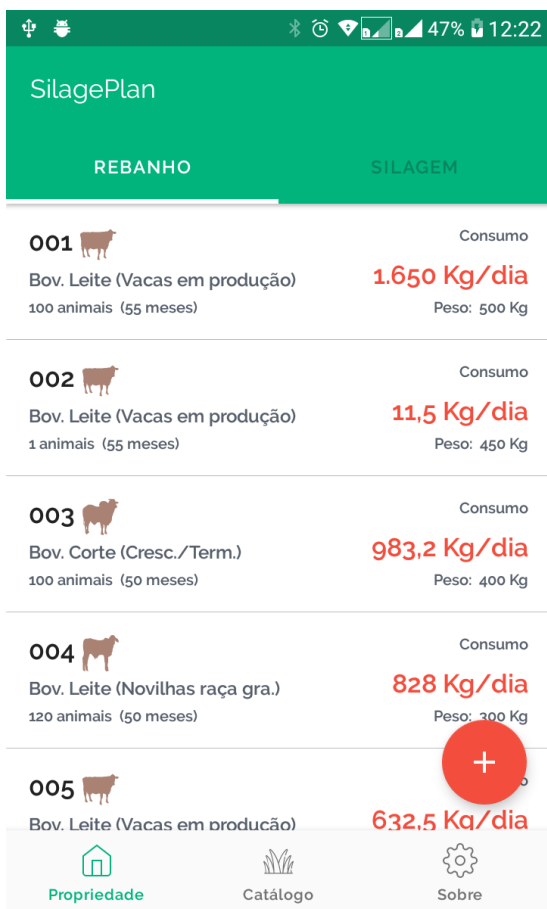 47% 12:22
SilagePlan
REBANHO SILAGEM
001 Consumo
Bov. Leite (Vacas em produção) 1.650 Kg/dia
100 animais (55 meses) Peso: 500 Kg
002 Consumo
Bov. Leite (Vacas em produção) 11,5 Kg/dia
1 animais (55 meses) Peso: 450 Kg
003 Consumo
Bov. Corte (Cresc./Term.) 983,2 Kg/dia
100 animais (50 meses) Peso: 400 Kg
004 Consumo
Bov. Leite (Novilhas raça gra.) 828 Kg/dia
120 animais (50 meses) Peso: 300 Kg
005
Bov. Leite (Vacas em produção) 632,5 Kg/dia
+
Propriedade Catálogo Sobre